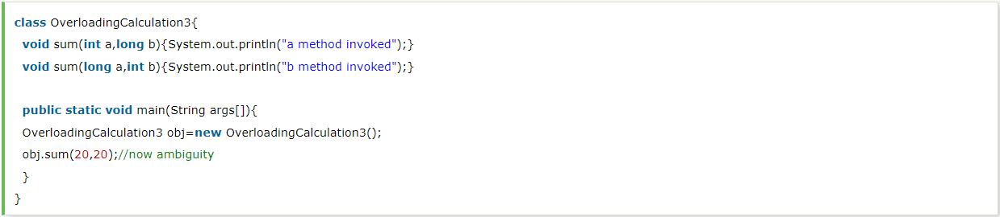 class OverloadingCalculation3{
void sum(int a,long b){System.out.println("a method invoked");}
void sum(long a,int b){System.out.println("b method invoked");}
public static void main(String args[]){
OverloadingCalculation3 obj=new OverloadingCalculation3();
obj.sum(20,20);//now ambiguity
}
}